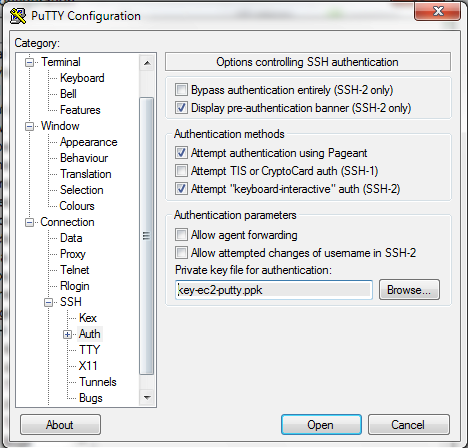 PuTTY Configuration
Category:
Terminal
Keyboard
Bell
Features
Window
Appearance
Behaviour
Translation
Selection
Colours
Connection
Data
Proxy
Telnet
Rlogin
SSH
Kex
Auth
TTY
X11
Tunnels
Bugs
Options controlling SSH authentication
Bypass authentication entirely (SSH-2 only)
Display pre-authentication banner (SSH-2 only)
Authentication methods
Attempt authentication using Pageant
Attempt TIS or CryptoCard auth (SSH-1)
Attempt "keyboard-interactive" auth (SSH-2)
Authentication parameters
Allow agent forwarding
Allow attempted changes of username in SSH-2
Private key file for authentication:
key-ec2-putty.ppk
Browse...
About
Open
Cancel